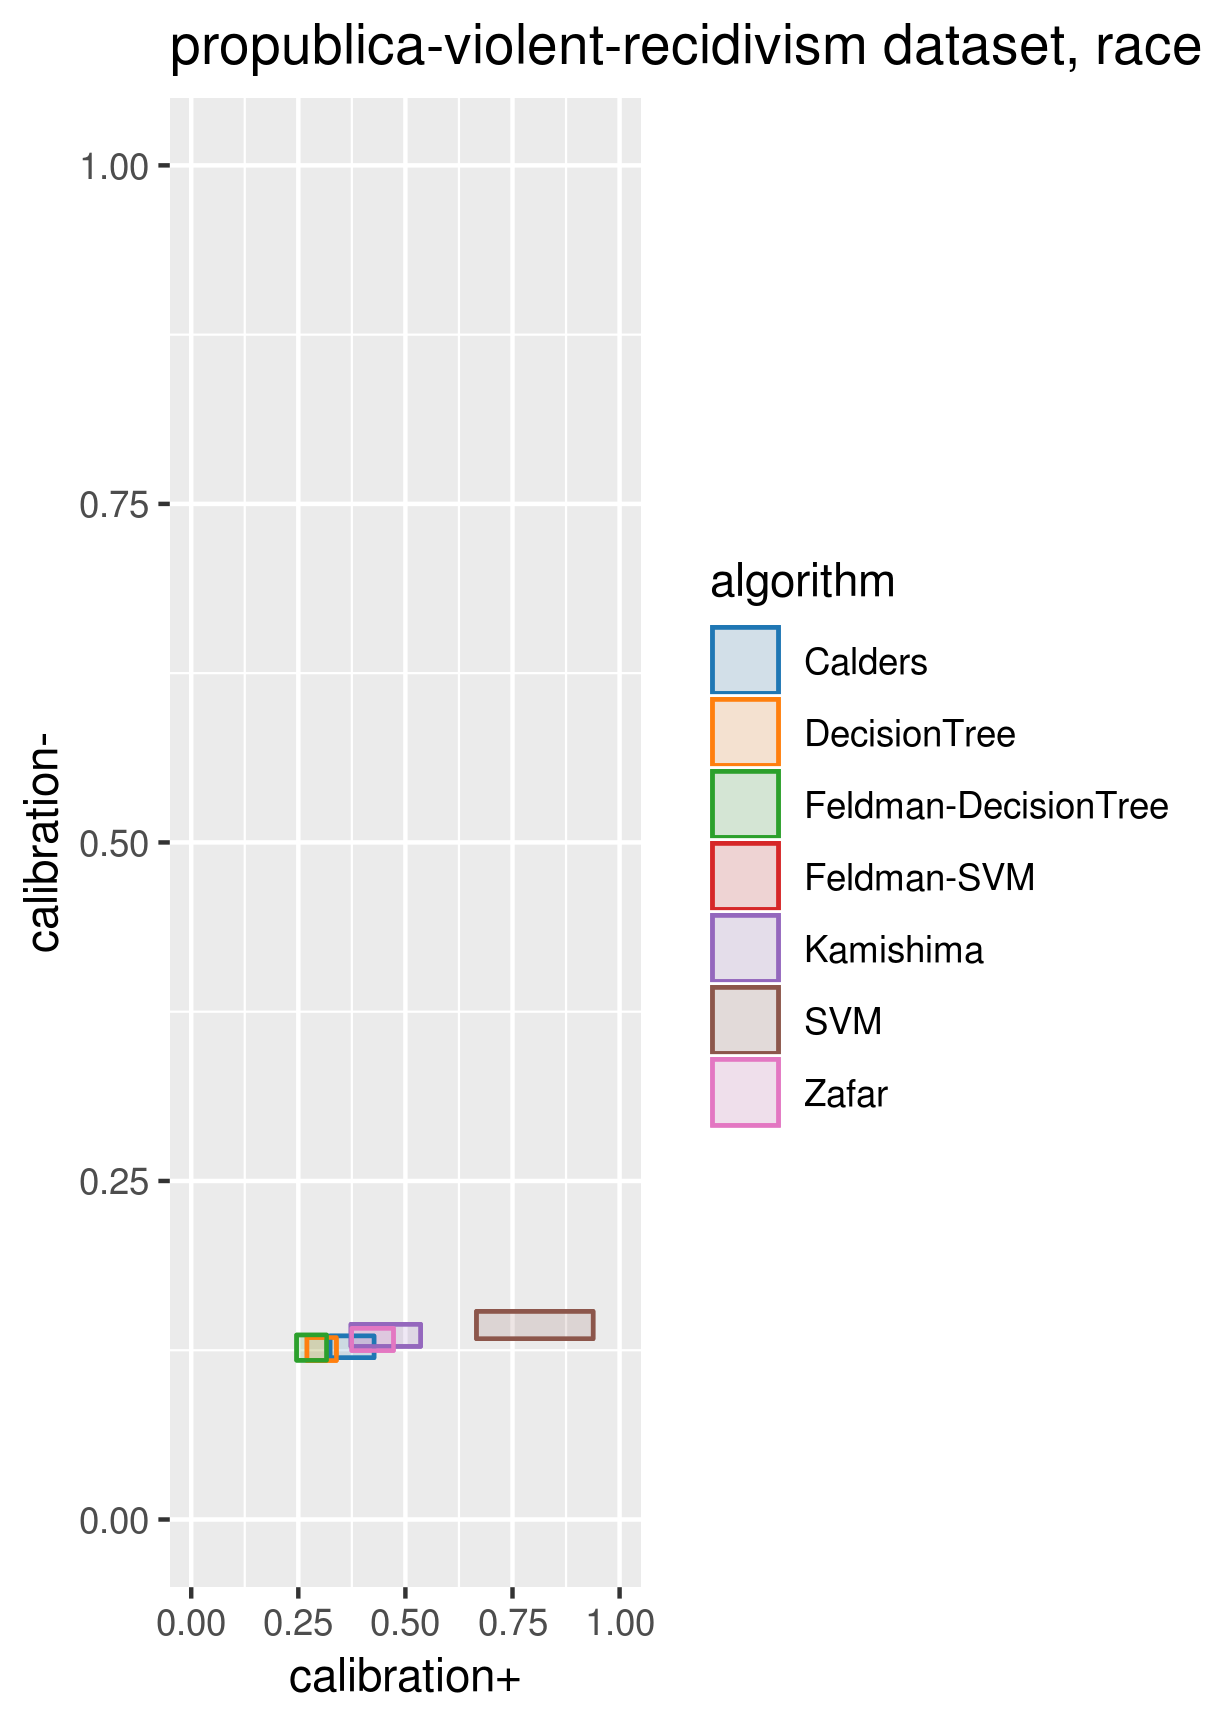 propublica-violent-recidivism dataset, race
1.00
0.75
0.50
0.25
0.00
calibration-
0.00 0.25 0.50 0.75 1.00
calibration+
algorithm
Calders
DecisionTree
Feldman-DecisionTree
Feldman-SVM
Kamishima
SVM
Zafar